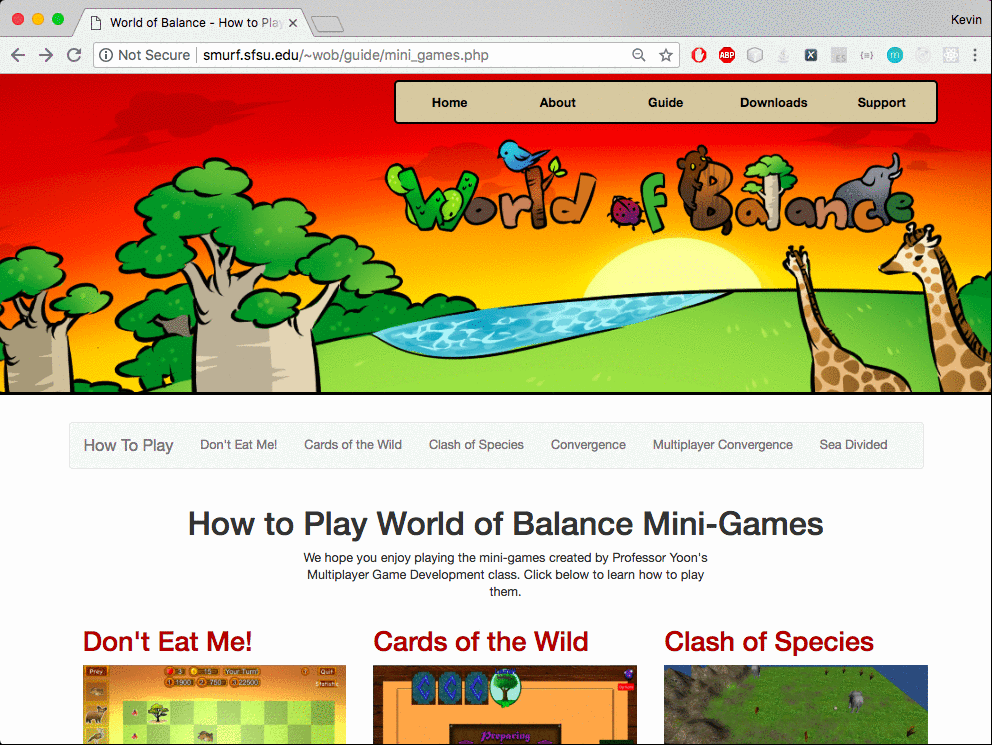 World of Balance - How to Play
Kevin
Not Secure smurf.sfsu.edu/~wob/guide/mini_games.php
ABP
Home About Guide Downloads Support
World of Balance
How To Play Don't Eat Me! Cards of the Wild Clash of Species Convergence Multiplayer Convergence Sea Divided
How to Play World of Balance Mini-Games
We hope you enjoy playing the mini-games created by Professor Yoon's
Multiplayer Game Development class. Click below to learn how to play
them.
Don't Eat Me! Cards of the Wild Clash of Species
Prey
Your Turn
Quit
Preparing